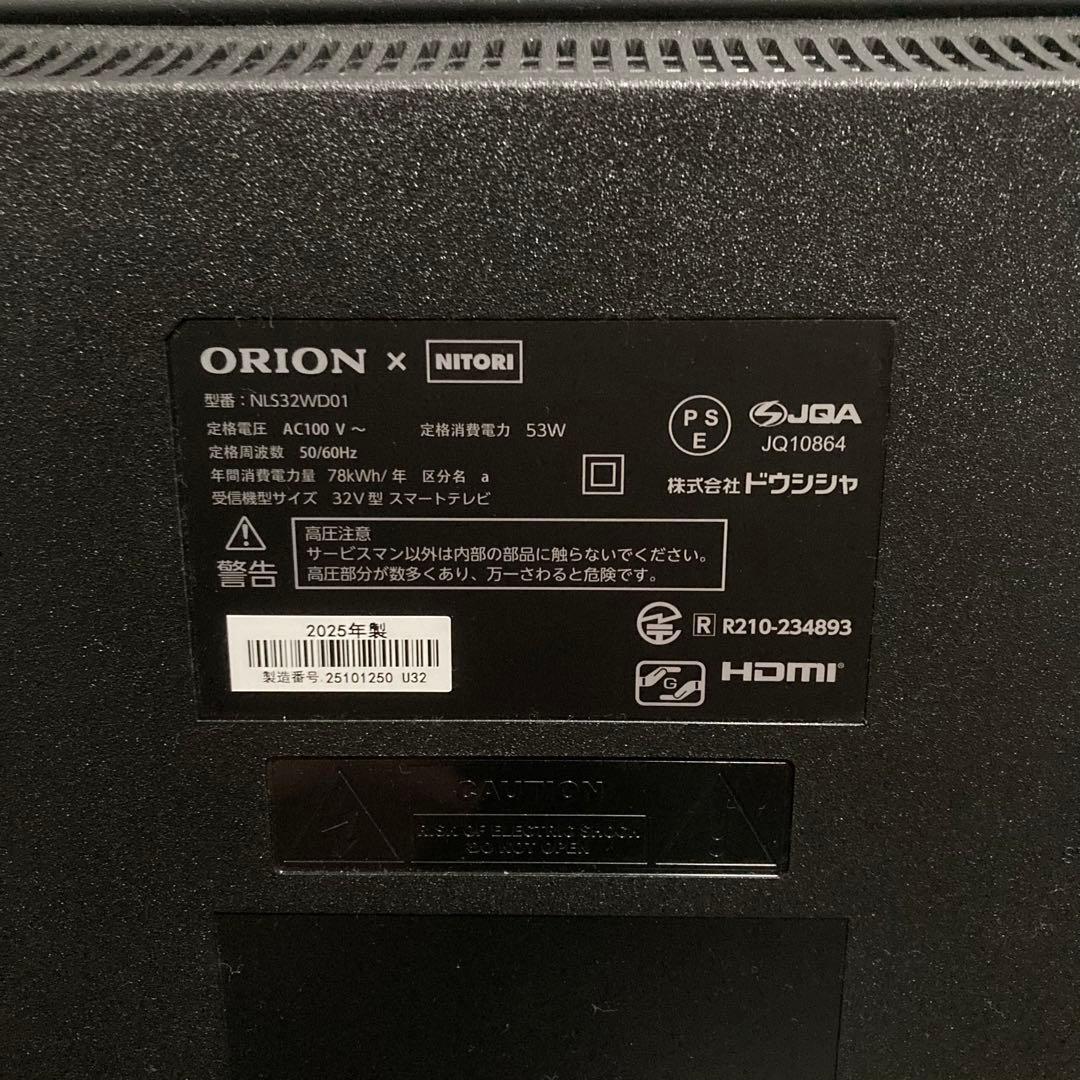 ORION × NITORI
型番：NLS32WD01
定格電圧 AC100 V～ 定格消費電力 53W
定格周波数 50/60Hz
年間消費電力量 78kWh/年 区分名 a
受信機型サイズ 32V型 スマートテレビ
PS
E
JQA
JQ10864
株式会社ドウシシャ
警告
高圧注意
サービスマン以外は内部の部品に触らないでください。
高圧部分が数多くあり、万一さわると危険です。
2025年製
製造番号 25101250 U32
R R210-234893
G
HDMI
CAUTION
RISK OF ELECTRIC SHOCK
DO NOT OPEN